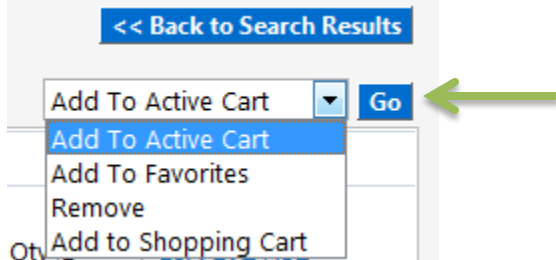 << Back to Search Results
Add To Active Cart Go
Add To Active Cart
Add To Favorites
Remove
Add to Shopping Cart